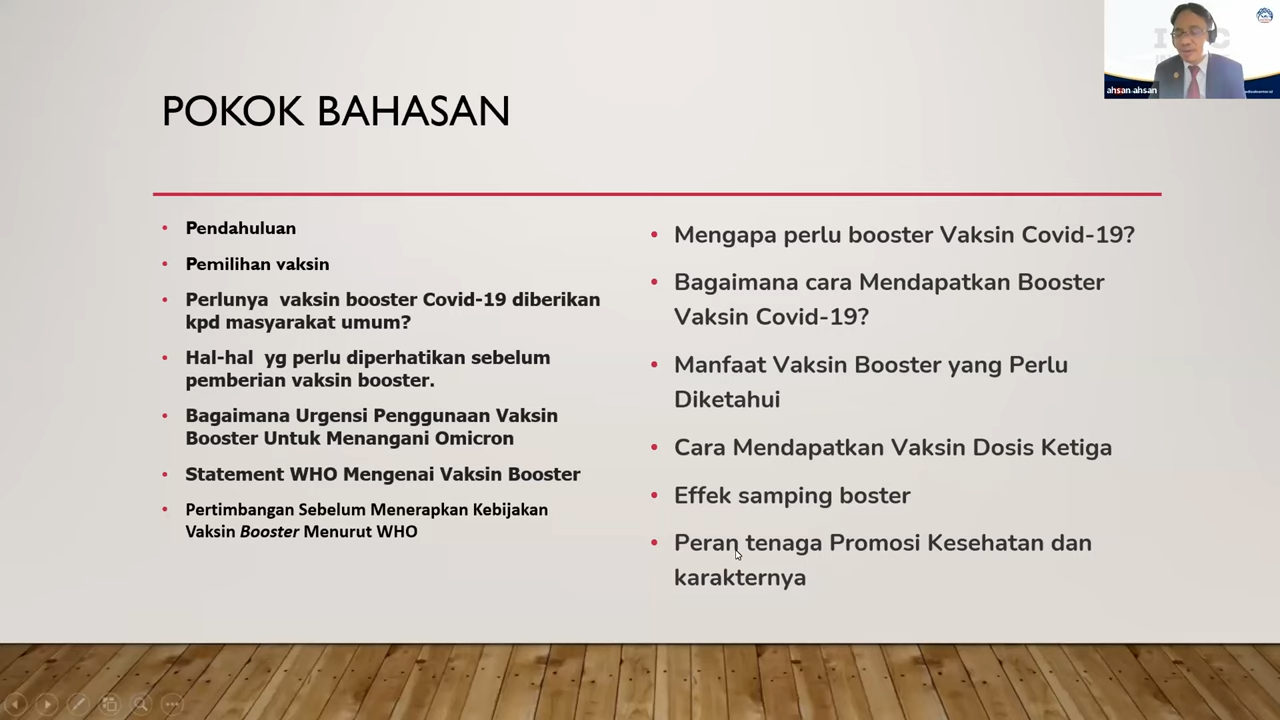 POKOK BAHASAN
Pendahuluan
Pemilihan vaksin
Perlunya vaksin booster Covid-19 diberikan
kpd masyarakat umum?
Hal-hal yg perlu diperhatikan sebelum
pemberian vaksin booster.
Bagaimana Urgensi Penggunaan Vaksin
Booster Untuk Menangani Omicron
Statement WHO Mengenai Vaksin Booster
Pertimbangan Sebelum Menerapkan Kebijakan
Vaksin Booster Menurut WHO
Mengapa perlu booster Vaksin Covid-19?
Bagaimana cara Mendapatkan Booster
Vaksin Covid-19?
Manfaat Vaksin Booster yang Perlu
Diketahui
Cara Mendapatkan Vaksin Dosis Ketiga
Effek samping boster
Peran tenaga Promosi Kesehatan dan
karakternya
ahsan ahsan